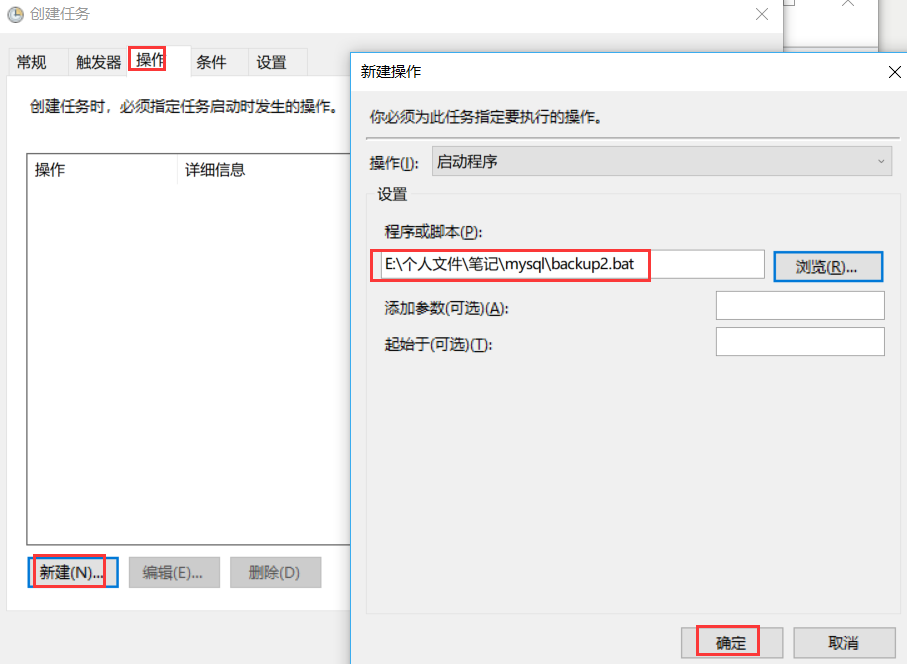 创建任务
常规 触发器 操作 条件 设置
创建任务时，必须指定任务启动时发生的操作。
操作 详细信息
新建(N)... 编辑(E)... 删除(D)
新建操作
你必须为此任务指定要执行的操作。
操作(I): 启动程序
设置
程序或脚本(P):
E:\个人文件\笔记\mysql\backup2.bat 浏览(R)...
添加参数(可选)(A):
起始于(可选)(T):
确定 取消